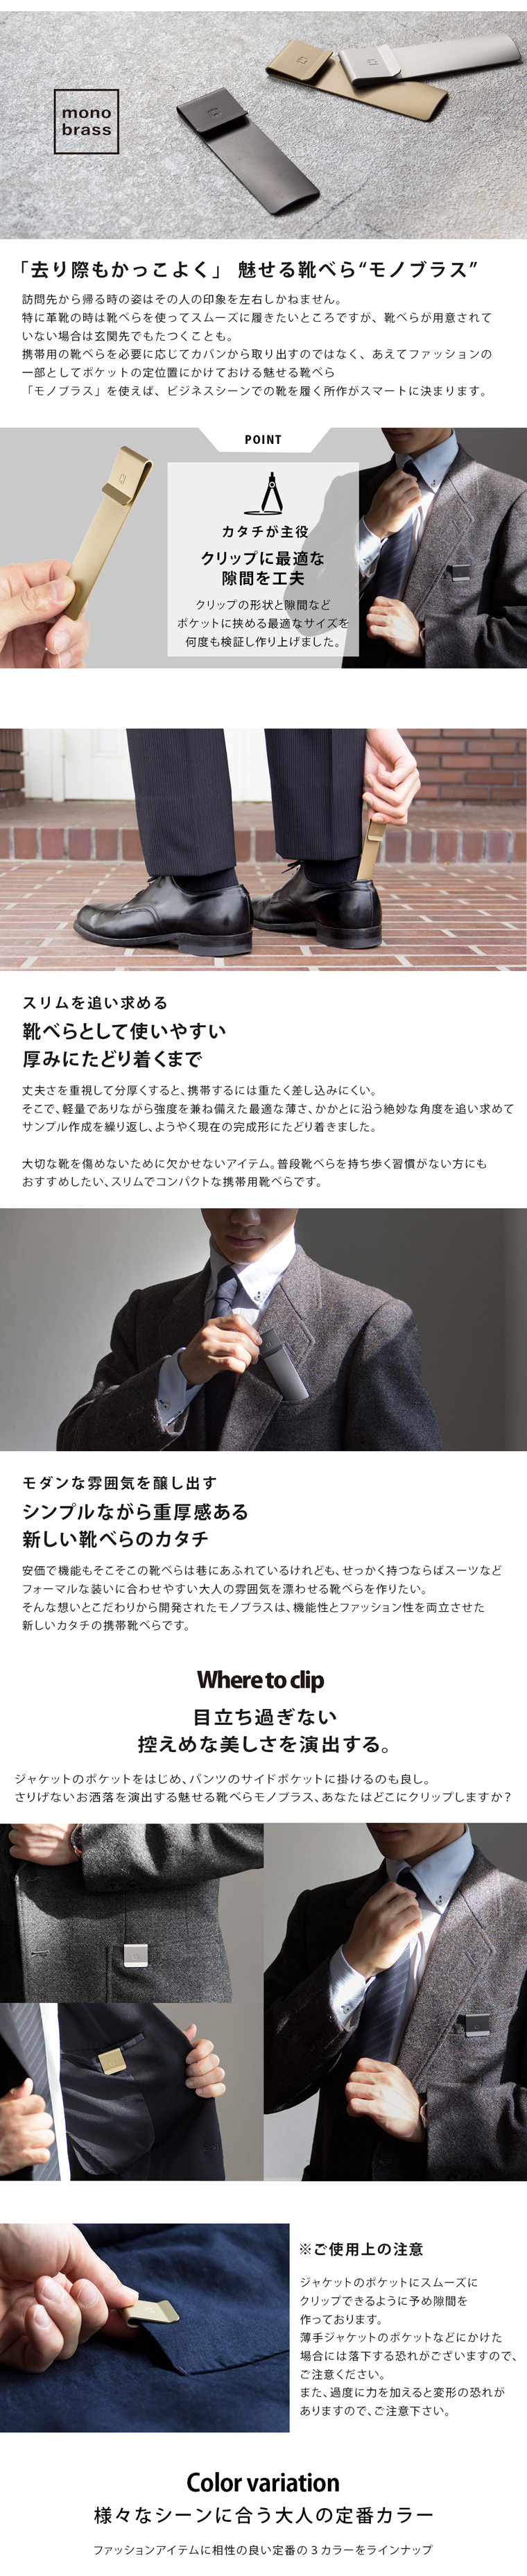 mono
brass
「去り際もかっこよく」 魅せる靴べら“モノブラス”
訪問先から帰る時の姿はその人の印象を左右しかねません。
特に革靴の時は靴べらを使ってスムーズに履きたいところですが、靴べらが用意されて
いない場合は玄関先でもたつくことも。
携帯用の靴べらを必要に応じてカバンから取り出すのではなく、あえてファッションの
一部としてポケットの定位置にかけておける魅せる靴べら
「モノブラス」を使えば、ビジネスシーンでの靴を履く所作がスマートに決まります。
POINT
カタチが主役
クリップに最適な
隙間を工夫
クリップの形状と隙間など
ポケットに挟める最適なサイズを
何度も検証し作り上げました。
スリムを追い求める
靴べらとして使いやすい
厚みにたどり着くまで
丈夫さを重視して分厚くすると、携帯するには重たく差し込みにくい。
そこで、軽量でありながら強度を兼ね備えた最適な薄さ、かかとに沿う絶妙な角度を追い求めて
サンプル作成を繰り返し、ようやく現在の完成形にたどり着きました。
大切な靴を傷めないために欠かせないアイテム。普段靴べらを持ち歩く習慣がない方にも
おすすめしたい、スリムでコンパクトな携帯用靴べらです。
モダンな雰囲気を醸し出す
シンプルながら重厚感ある
新しい靴べらのカタチ
安価で機能もそこそこの靴べらは巷にあふれているけれども、せっかく持つならばスーツなど
フォーマルな装いに合わせやすい大人の雰囲気を漂わせる靴べらを作りたい。
そんな想いとこだわりから開発されたモノブラスは、機能性とファッション性を両立させた
新しいカタチの携帯靴べらです。
Where to clip
目立ち過ぎない
控えめな美しさを演出する。
ジャケットのポケットをはじめ、パンツのサイドポケットに掛けるのも良し。
さりげないお洒落を演出する魅せる靴べらモノブラス、あなたはどこにクリップしますか？
※ご使用上の注意
ジャケットのポケットにスムーズに
クリップできるように予め隙間を
作っております。
薄手ジャケットのポケットなどにかけた
場合には落下する恐れがございますので、
ご注意ください。
また、過度に力を加えると変形の恐れが
ありますので、ご注意下さい。
Color variation
様々なシーンに合う大人の定番カラー
ファッションアイテムに相性の良い定番の３カラーをラインナップ